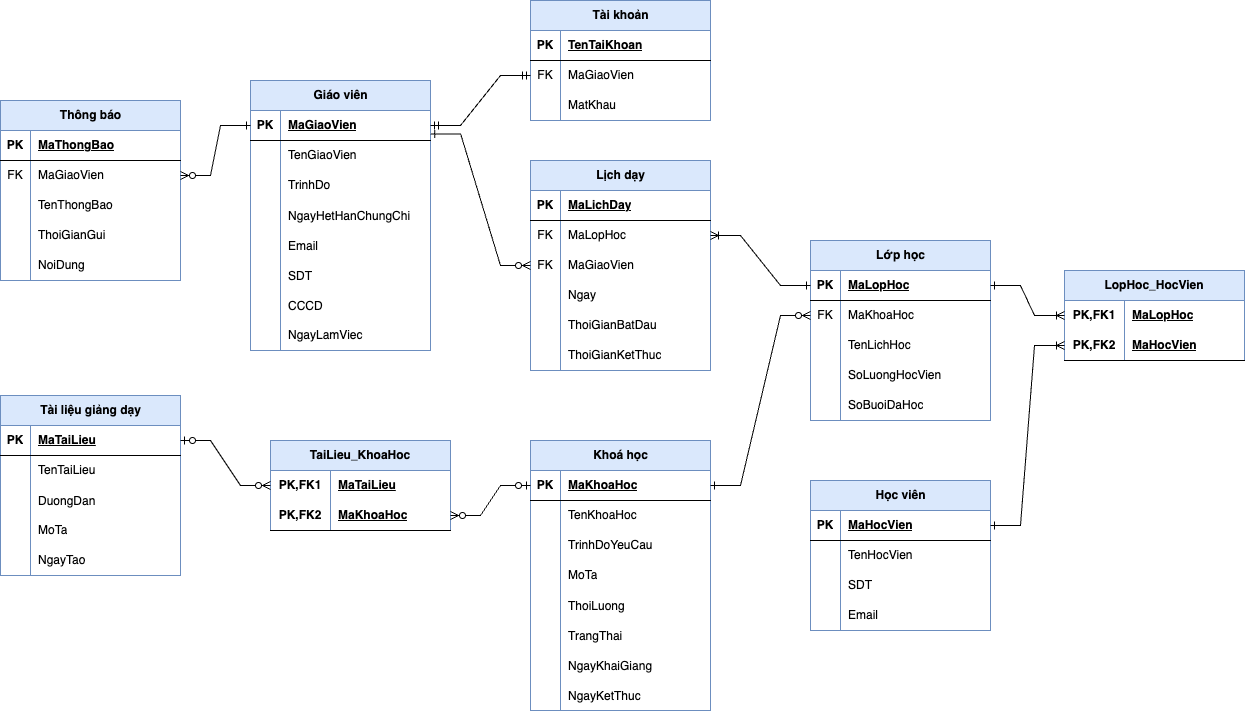 Tài khoản
PK TenTaiKhoan
FK MaGiaoVien
MatKhau
Giáo viên
PK MaGiaoVien
TenGiaoVien
TrinhDo
NgayHetHanChungChi
Email
SDT
CCCD
NgayLamViec
Thông báo
PK MaThongBao
FK MaGiaoVien
TenThongBao
ThoiGianGui
NoiDung
Lịch dạy
PK MaLichDay
FK MaLopHoc
FK MaGiaoVien
Ngay
ThoiGianBatDau
ThoiGianKetThuc
Lớp học
PK MaLopHoc
FK MaKhoaHoc
TenLichHoc
SoLuongHocVien
SoBuoiDaHoc
LopHoc_HocVien
PK,FK1 MaLopHoc
PK,FK2 MaHocVien
Tài liệu giảng dạy
PK MaTaiLieu
TenTaiLieu
DuongDan
MoTa
NgayTao
TaiLieu_KhoaHoc
PK,FK1 MaTaiLieu
PK,FK2 MaKhoaHoc
Khoá học
PK MaKhoaHoc
TenKhoaHoc
TrinhDoYeuCau
MoTa
ThoiLuong
TrangThai
NgayKhaiGiang
NgayKetThuc
Học viên
PK MaHocVien
TenHocVien
SDT
Email